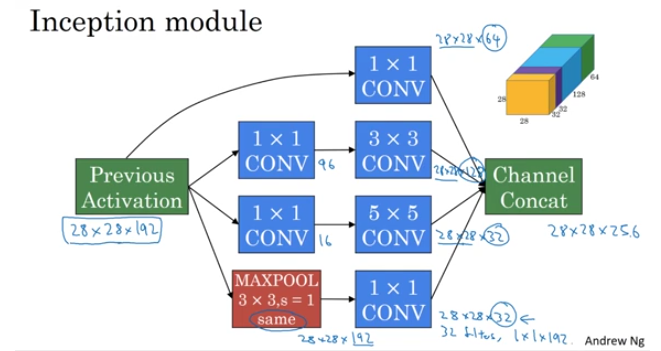 Inception module
28×28×64
1 × 1
CONV
64
28
28
32
32
128
1 × 1
CONV
96
3 × 3
CONV
28×28×128
Previous
Activation
28×28×192
Channel
Concat
28×28×256
1 × 1
CONV
16
5 × 5
CONV
28×28×32
MAXPOOL
3 × 3,s = 1
same
28×28×192
1 × 1
CONV
28×28×32 ←
32 filters, 1×1×192.
Andrew Ng